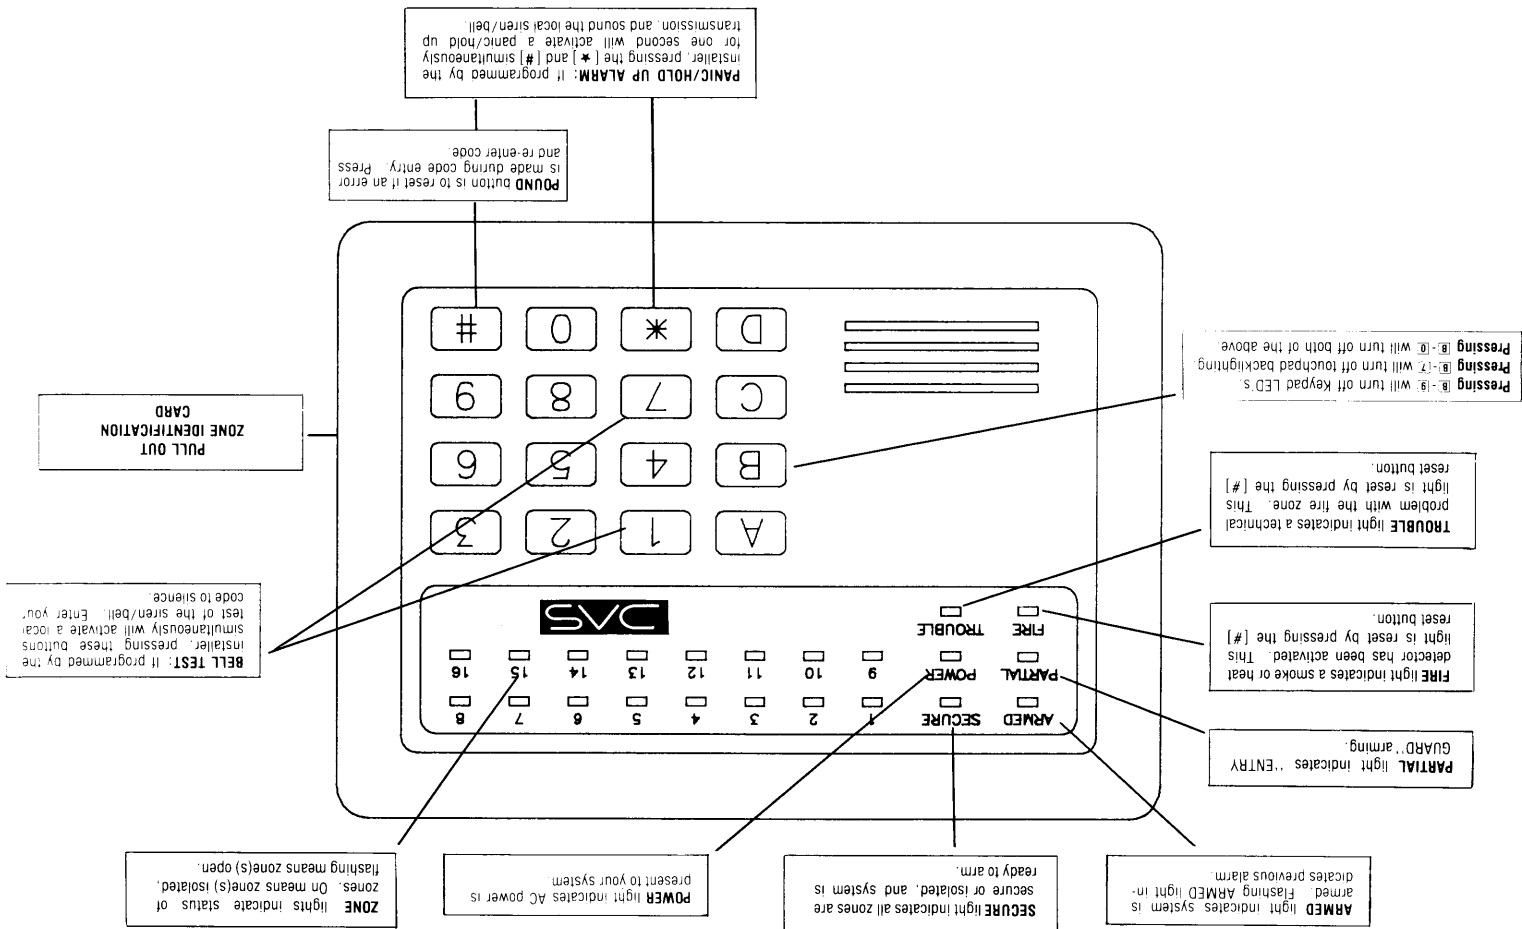 ARMED light indicates system is
armed. Flashing ARMED light in-
dicates previous alarm.
SECURE light indicates all zones are
secure or isolated, and system is
ready to arm
POWER light indicates AC power is
present to your system.
ZONE lights indicate status of
zones. On means zone(s) isolated,
flashing means zones(s) open.
PARTIAL light indicates "ENTRY
GUARD" arming.
FIRE light indicates a smoke or heat
detector has been activated. This
light is reset by pressing the [#]
reset button
TROUBLE light indicates a technical
problem with the fire zone. This
light is reset by pressing the [#]
reset button.
Pressing B-9 will turn off Keypad LED's.
Pressing B-7 will turn off touchpad backlighting.
Pressing B-0 will turn off both of the above.
ARMED SECURE 1 2 3 4 5 6 7 8
PARTIAL POWER 9 10 11 12 13 14 15 16
FIRE TROUBLE
A 1 2 3
B 4 5 6
C 7 8 9
D * 0 #
BELL TEST: If programmed by the
installer, pressing these buttons
simultaneously will activate a local
test of the siren/bell. Enter your
code to silence.
PULL OUT
ZONE IDENTIFICATION
CARD
POUND button is to reset if an error
is made during code entry. Press
and re-enter code.
PANIC/HOLD UP ALARM: If programmed by the
installer, pressing the [★] and [#] simultaneously
for one second will activate a panic/hold up
transmission, and sound the local siren/bell.